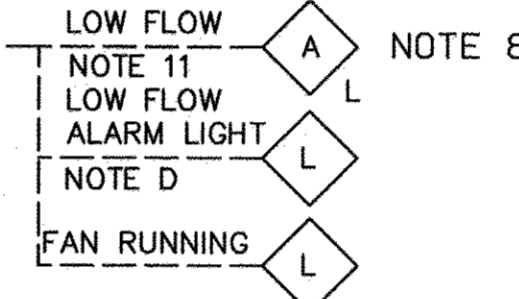 LOW FLOW
A
NOTE 8
NOTE 11
L
LOW FLOW
ALARM LIGHT
L
NOTE D
FAN RUNNING
L